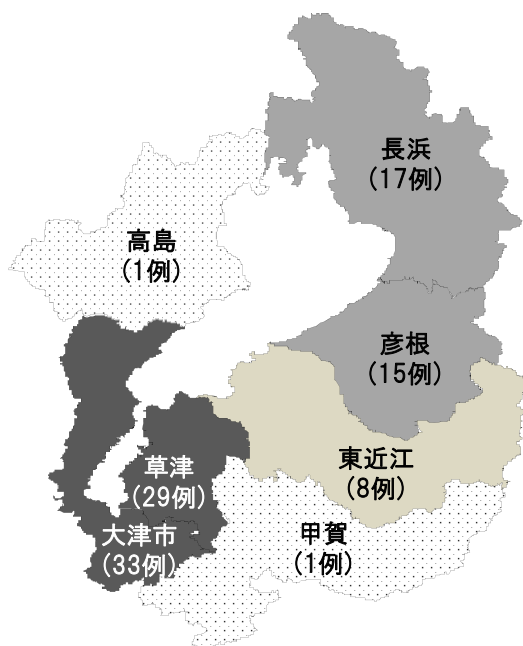 長浜
(17例)
高島
(1例)
彦根
(15例)
東近江
(8例)
草津
(29例)
大津市
(33例)
甲賀
(1例)